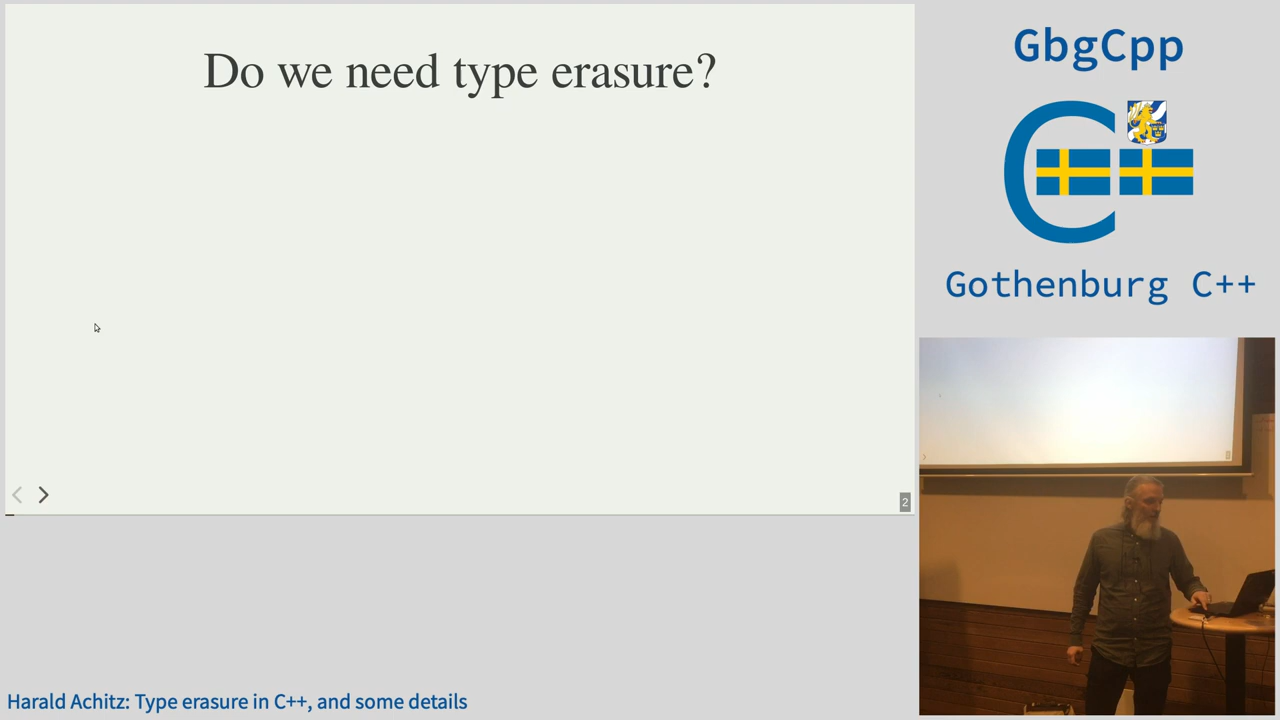 Do we need type erasure?
2
GbgCpp
C++
Gothenburg C++
Harald Achitz: Type erasure in C++, and some details